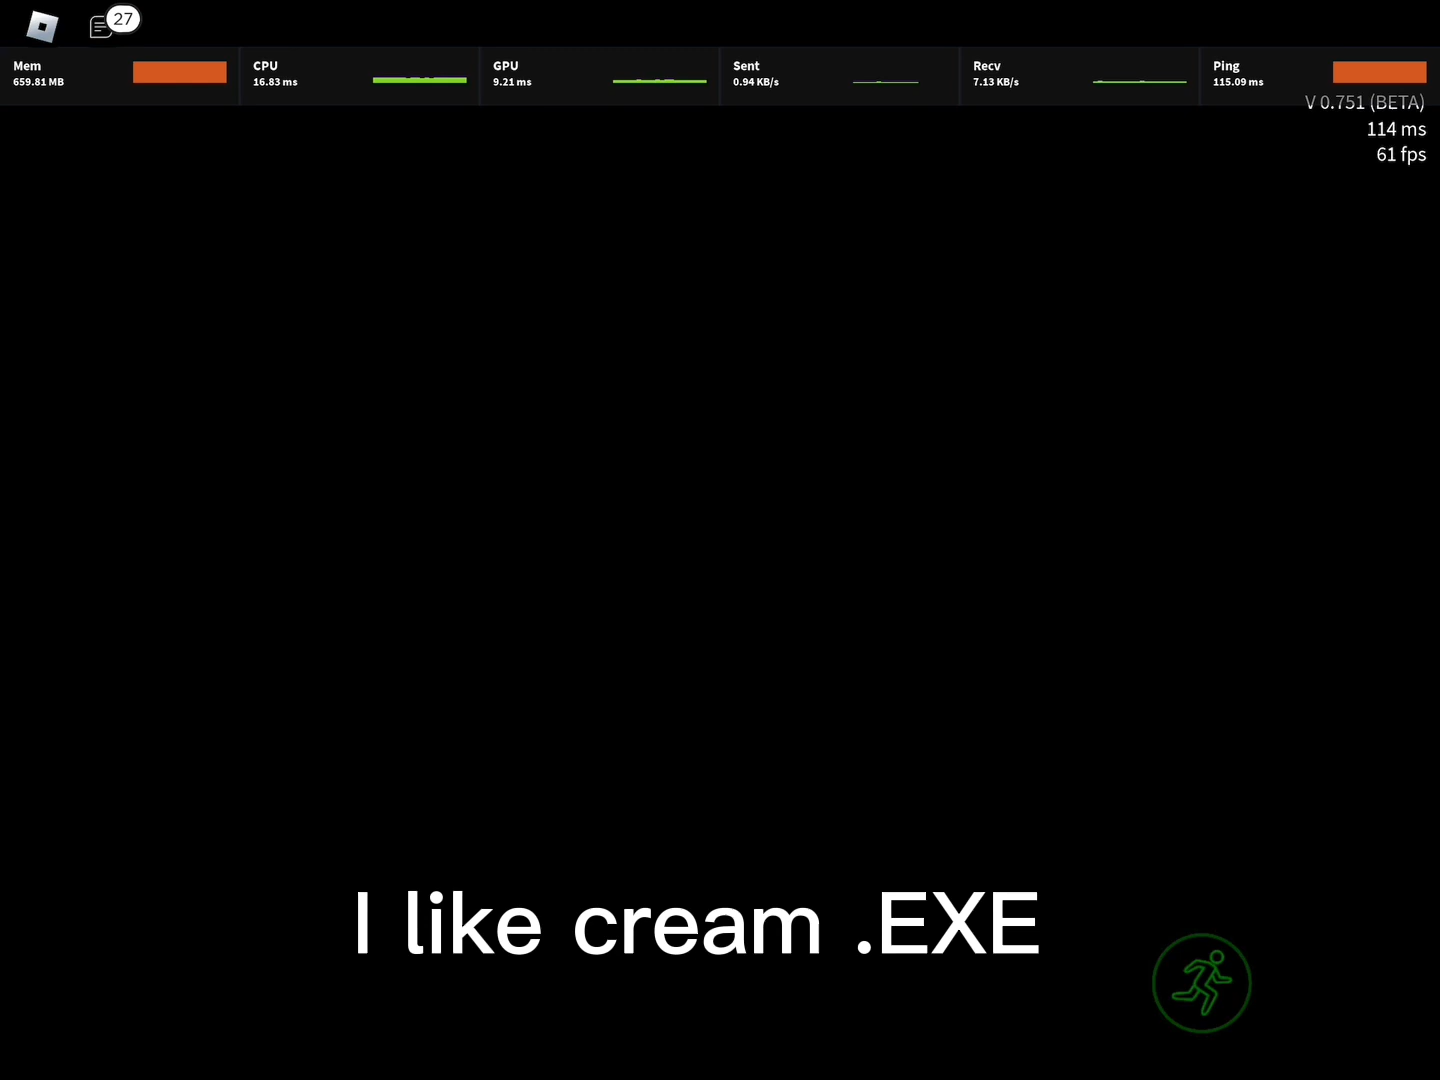 27
Mem CPU GPU Sent Recv Ping
659.81 MB 16.83 ms 9.21 ms 0.94 KB/s 7.13 KB/s 115.09 ms
V 0.751 (BETA)
114 ms
61 fps
I like cream .EXE